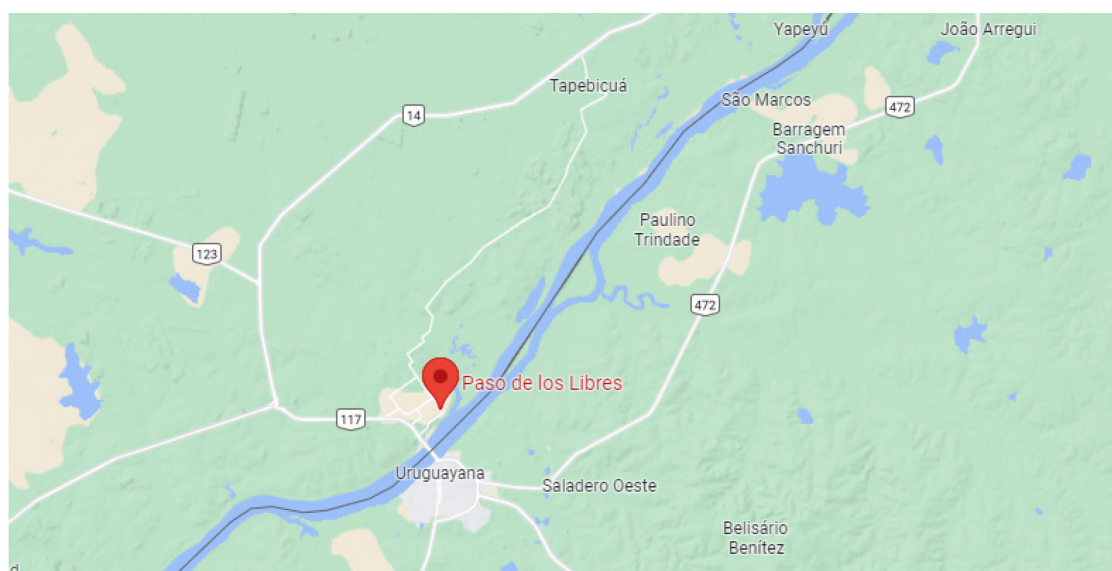 Yapeyú
João Arregui
Tapebicuá
São Marcos
472
14
Barragem
Sanchuri
Paulino
Trindade
123
472
Paso de los Libres
117
Uruguayana
Saladero Oeste
Belisário
Benítez